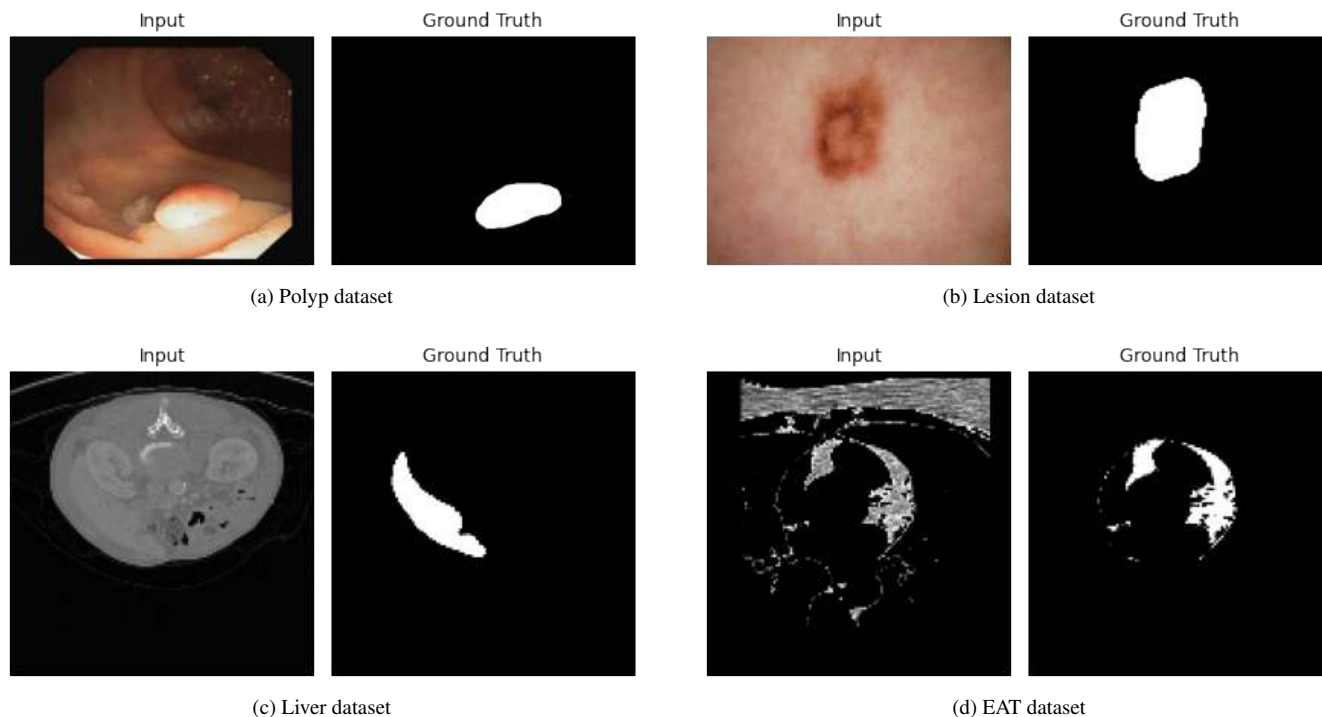 Input
Ground Truth
Input
Ground Truth
(a) Polyp dataset
(b) Lesion dataset
Input
Ground Truth
Input
Ground Truth
(c) Liver dataset
(d) EAT dataset